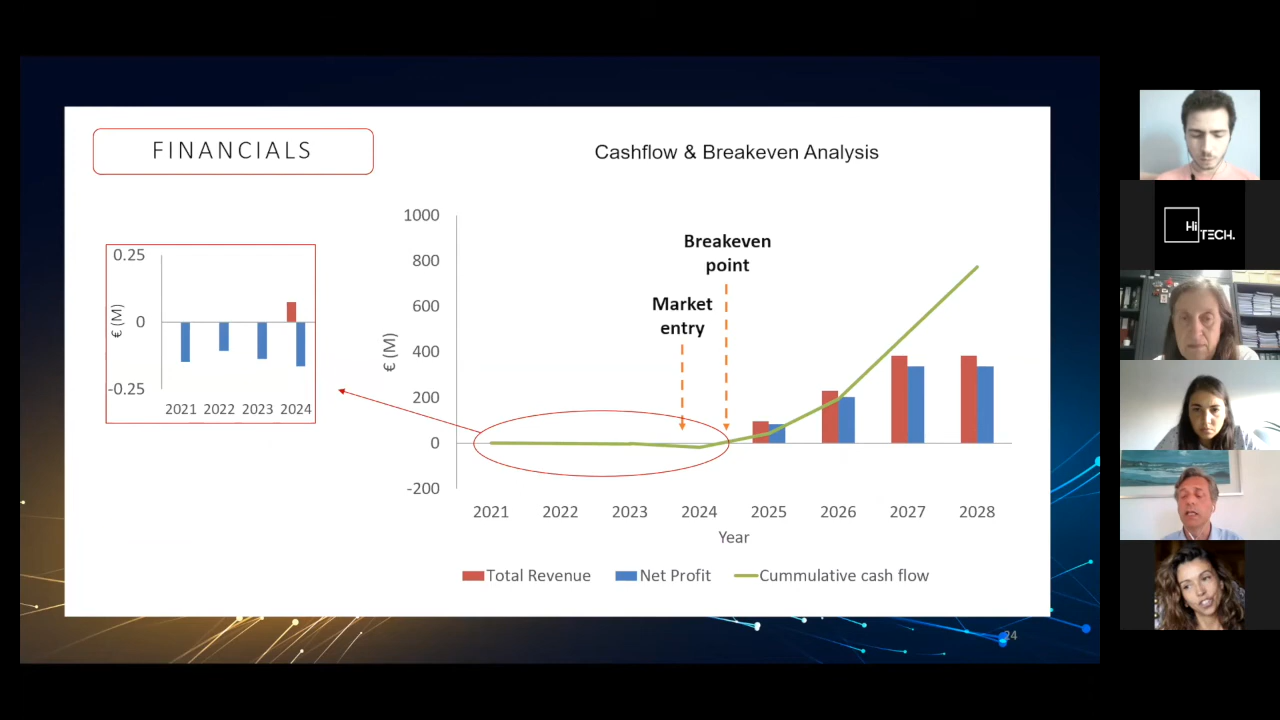 FINANCIALS
Cashflow & Breakeven Analysis
0.25
0
-0.25
€ (M)
2021 2022 2023 2024
1000
800
600
400
200
0
-200
€ (M)
Breakeven
point
Market
entry
2021 2022 2023 2024 2025 2026 2027 2028
Year
Total Revenue Net Profit Cummulative cash flow
24
Hi
TECH.